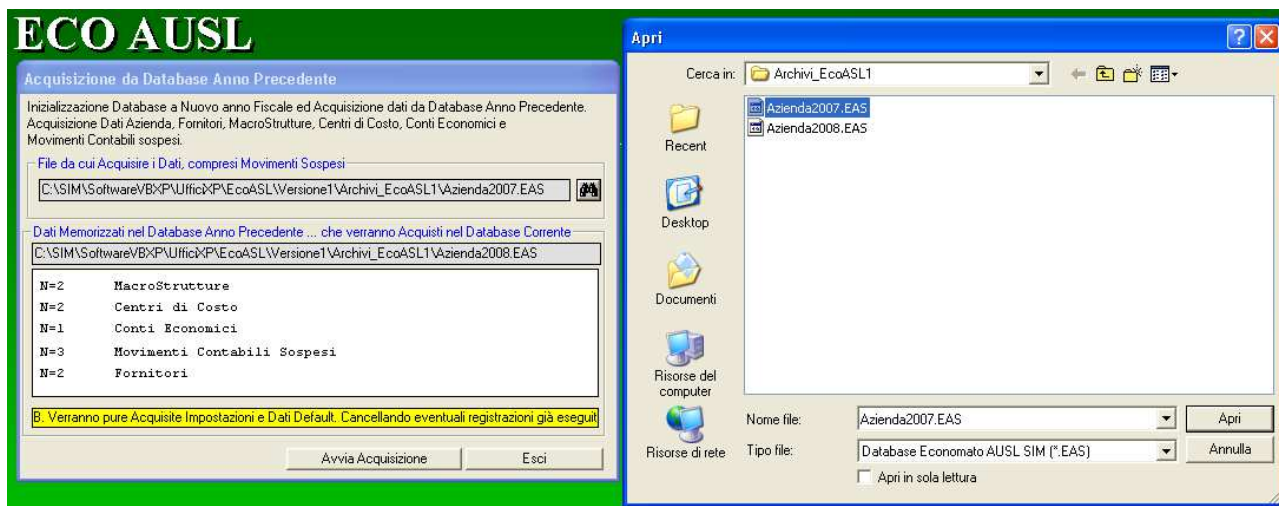 ECO AUSL
Acquisizione da Database Anno Precedente
Inizializzazione Database a Nuovo anno Fiscale ed Acquisizione dati da Database Anno Precedente.
Acquisizione Dati Azienda, Fornitori, MacroStrutture, Centri di Costo, Conti Economici e
Movimenti Contabili sospesi.
File da cui Acquisire i Dati, compresi Movimenti Sospesi
C:\SIM\SoftwareVBXP\UfficiXP\EcoASL\Versione1\Archivi_EcoASL1\Azienda2007.EAS
Dati Memorizzati nel Database Anno Precedente ... che verranno Acquisti nel Database Corrente
C:\SIM\SoftwareVBXP\UfficiXP\EcoASL\Versione1\Archivi_EcoASL1\Azienda2008.EAS
N=2 MacroStrutture
N=2 Centri di Costo
N=1 Conti Economici
N=3 Movimenti Contabili Sospesi
N=2 Fornitori
B. Verranno pure Acquisite Impostazioni e Dati Default. Cancellando eventuali registrazioni già eseguit
Avvia Acquisizione
Esci
Apri
Cerca in: Archivi_EcoASL1
Azienda2007.EAS
Azienda2008.EAS
Recent
Desktop
Documenti
Risorse del
computer
Risorse di rete
Nome file: Azienda2007.EAS Apri
Tipo file: Database Economato AUSL SIM (*.EAS) Annulla
Apri in sola lettura